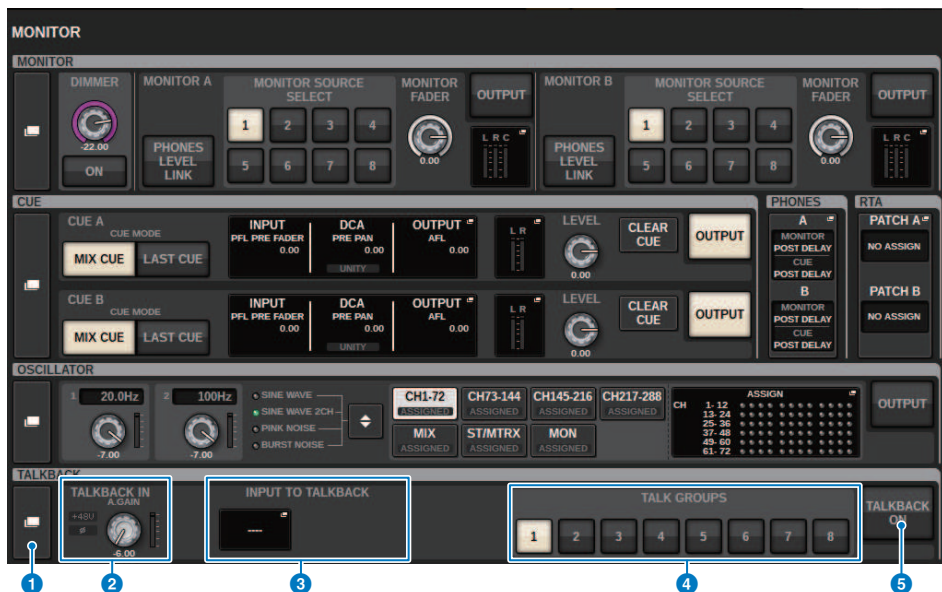 MONITOR
MONITOR
DIMMER
-22.00
ON
MONITOR A
PHONES LEVEL LINK
MONITOR SOURCE SELECT
1 2 3 4
5 6 7 8
MONITOR FADER
0.00
OUTPUT
L R C
MONITOR B
PHONES LEVEL LINK
MONITOR SOURCE SELECT
1 2 3 4
5 6 7 8
MONITOR FADER
0.00
OUTPUT
L R C
CUE
CUE A
CUE MODE
MIX CUE LAST CUE
INPUT
PFL PRE FADER
0.00
DCA
PRE PAN
0.00
UNITY
OUTPUT
AFL
0.00
L R
LEVEL
0.00
CLEAR CUE
OUTPUT
CUE B
CUE MODE
MIX CUE LAST CUE
INPUT
PFL PRE FADER
0.00
DCA
PRE PAN
0.00
UNITY
OUTPUT
AFL
0.00
L R
LEVEL
0.00
CLEAR CUE
OUTPUT
PHONES
A
MONITOR
POST DELAY
CUE
POST DELAY
B
MONITOR
POST DELAY
CUE
POST DELAY
RTA
PATCH A
NO ASSIGN
PATCH B
NO ASSIGN
OSCILLATOR
1 20.0Hz
-7.00
2 100Hz
-7.00
SINE WAVE
SINE WAVE 2CH
PINK NOISE
BURST NOISE
CH1-72
ASSIGNED
CH73-144
ASSIGNED
CH145-216
ASSIGNED
CH217-288
ASSIGNED
MIX
ASSIGNED
ST/MTRX
ASSIGNED
MON
ASSIGNED
ASSIGN
CH 1- 12
13- 24
25- 36
37- 48
49- 60
61- 72
OUTPUT
TALKBACK
TALKBACK IN
A.GAIN
+48V
ø
-6.00
INPUT TO TALKBACK
----
TALK GROUPS
1 2 3 4 5 6 7 8
TALKBACK ON
1 2 3 4 5